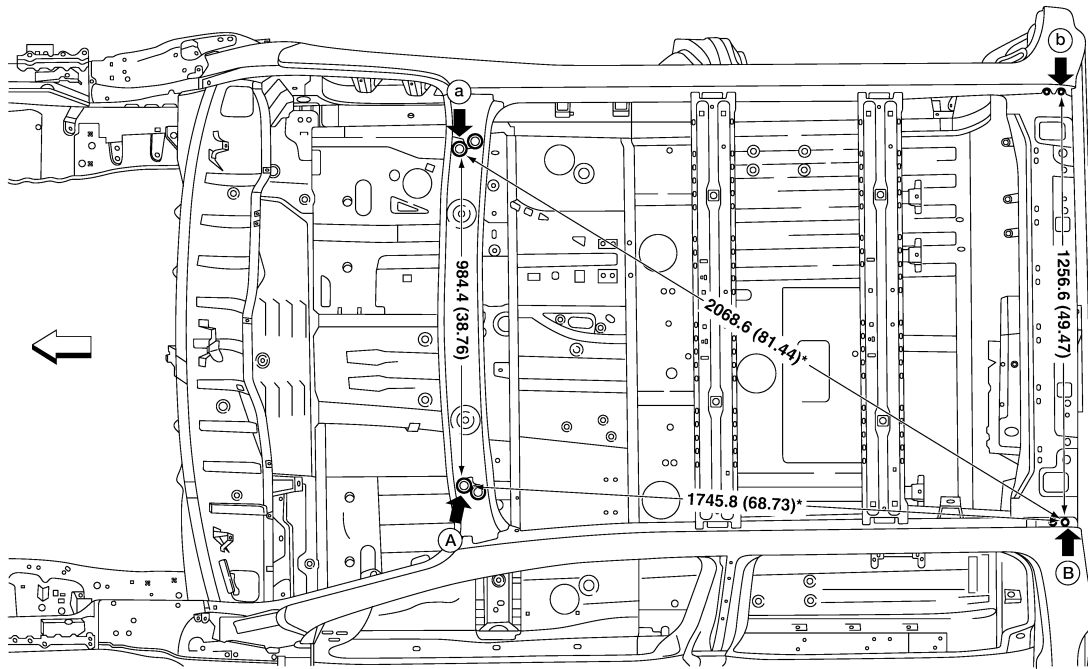 b
a
984.4 (38.76)
1256.6 (49.47)
2068.6 (81.44)*
1745.8 (68.73)*
A
B